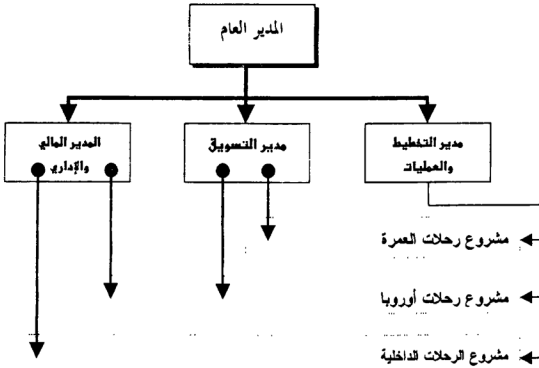 المدير العام
مدير التخطيط
والعمليات
مدير التسويق
المدير المالي
والإداري
مشروع رحلات العمرة
مشروع رحلات أوروبا
مشروع الرحلات الداخلية